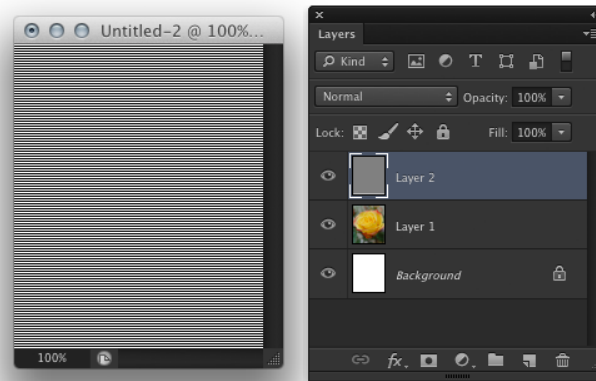 Untitled-2 @ 100%...
100%
Layers
Kind
Normal
Opacity: 100%
Lock:
Fill: 100%
Layer 2
Layer 1
Background
fx